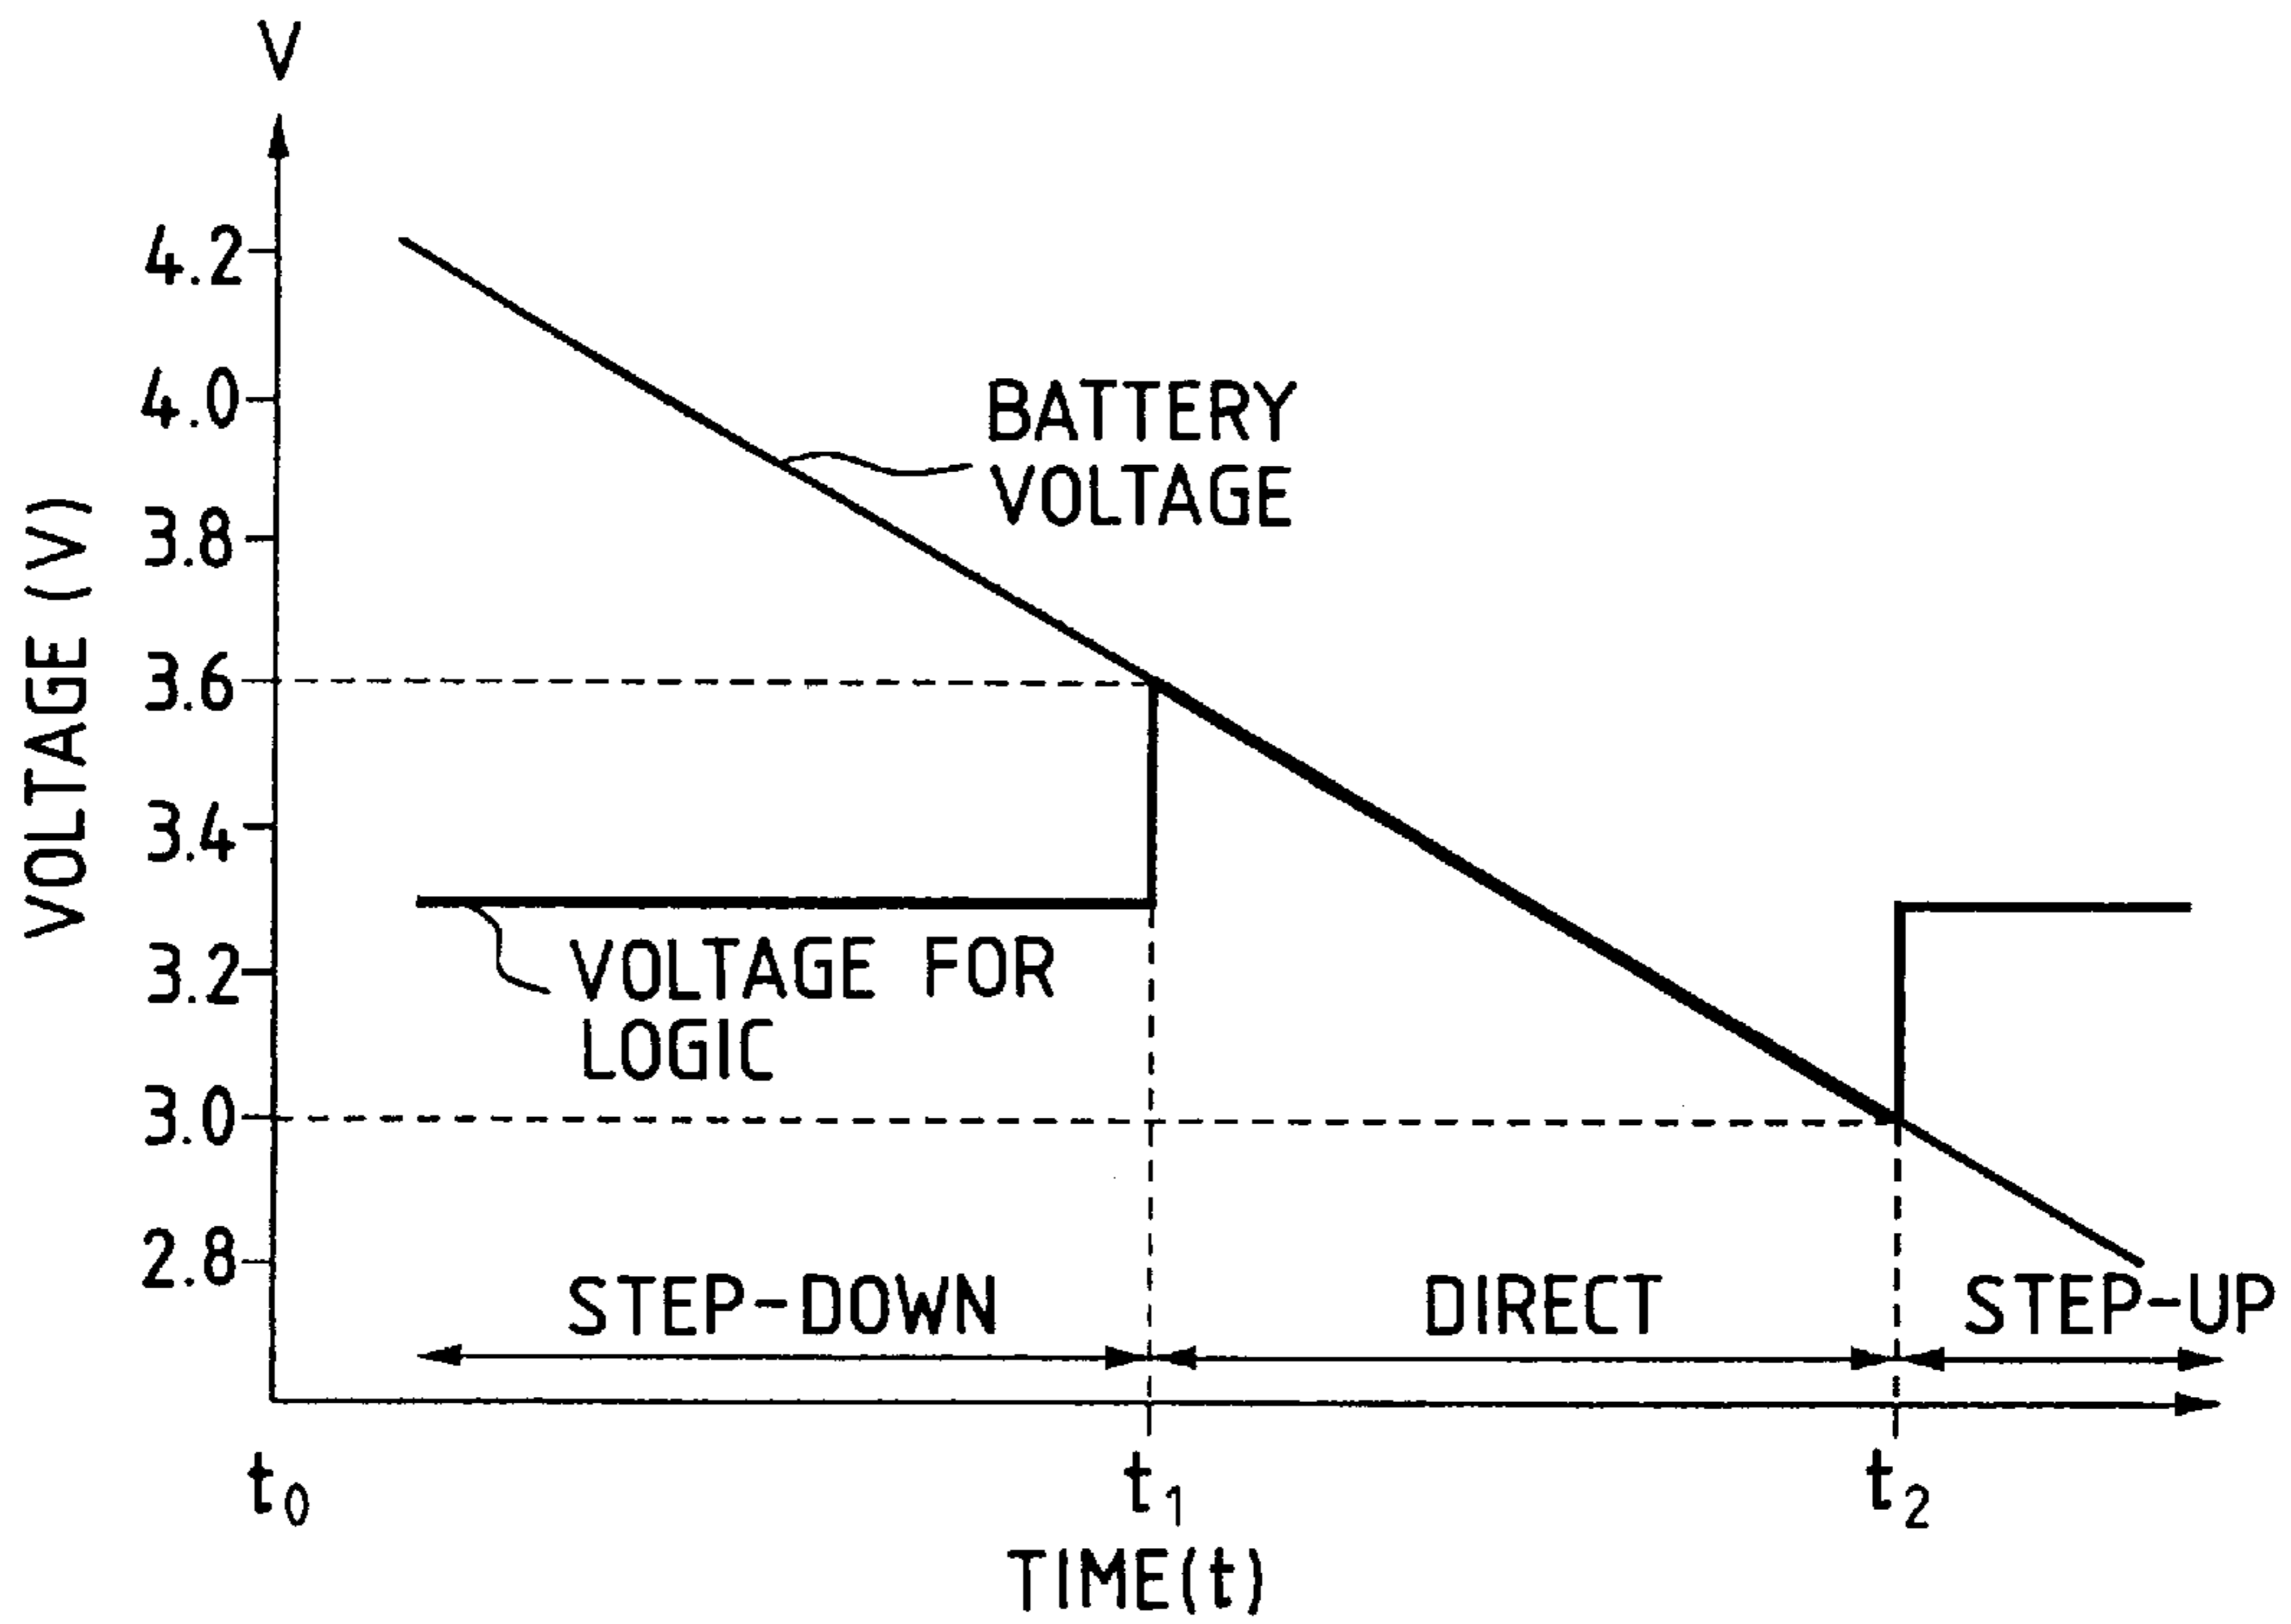 V
4.2
4.0
3.8
3.6
3.4
3.2
3.0
2.8
VOLTAGE (V)
BATTERY
VOLTAGE
VOLTAGE FOR
LOGIC
STEP-DOWN
DIRECT
STEP-UP
t₀
t₁
t₂
TIME(t)